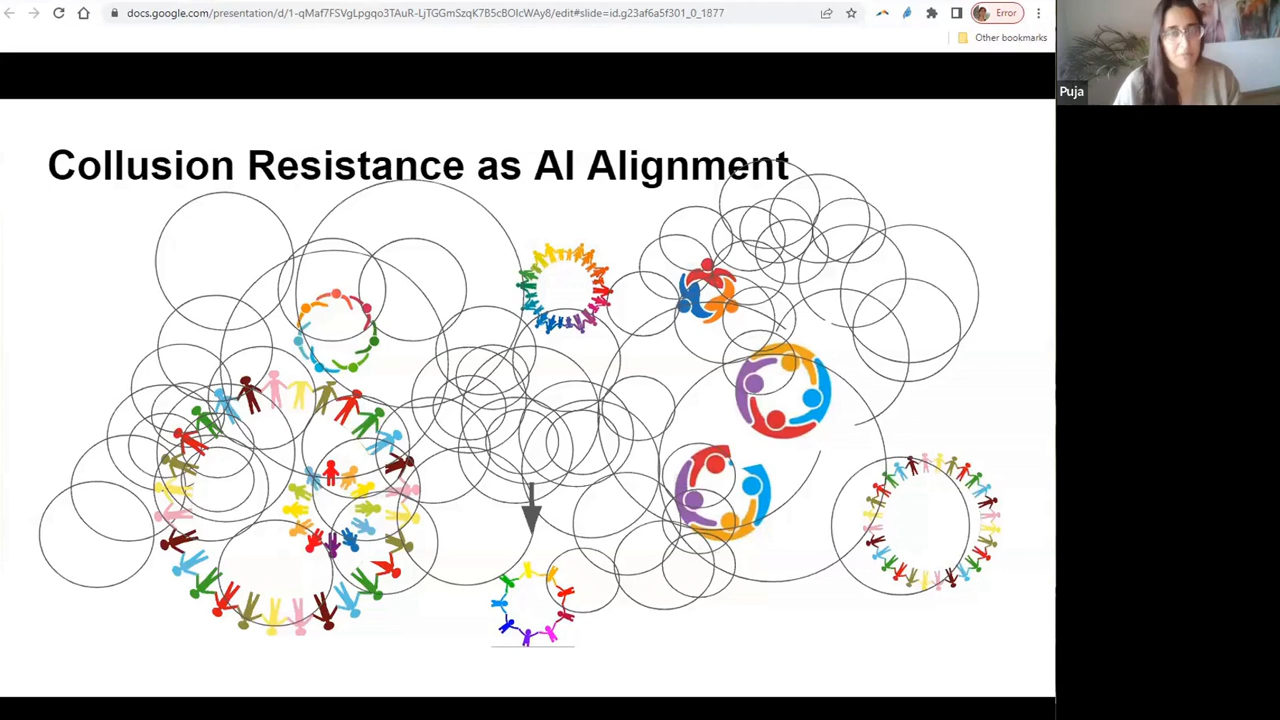 docs.google.com/presentation/d/1-qMaf7FSVgLpgqo3TAuR-LjTGGmSzqK7B5cBOIcWAy8/edit#slide=id.g23af6a5f301_0_1877
Error
Other bookmarks
Puja
Collusion Resistance as AI Alignment